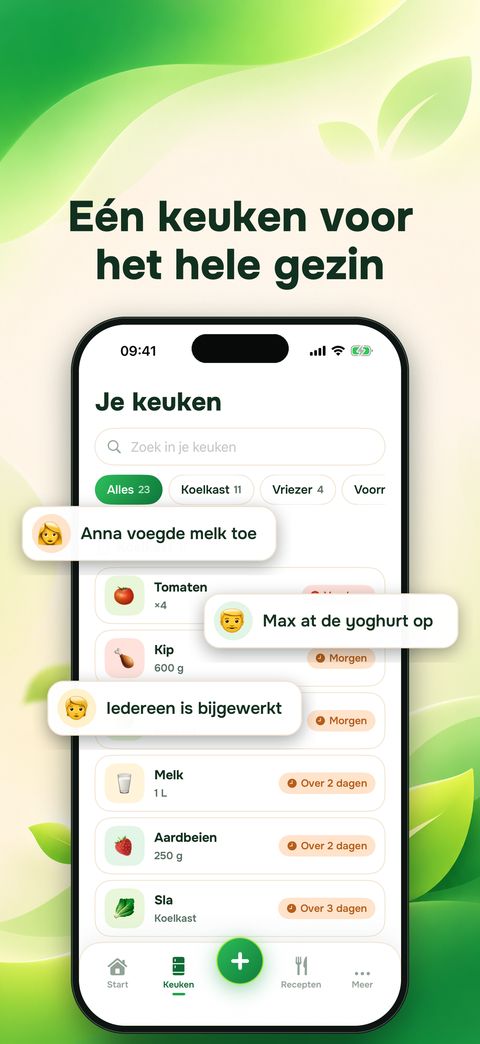 Eén keuken voor
het hele gezin
09:41
Je keuken
Zoek in je keuken
Alles 23
Koelkast 11
Vriezer 4
Voorr
Anna voegde melk toe
Tomaten
×4
Max at de yoghurt op
Kip
600 g
Morgen
Iedereen is bijgewerkt
Morgen
Melk
1 L
Over 2 dagen
Aardbeien
250 g
Over 2 dagen
Sla
Koelkast
Over 3 dagen
Start
Keuken
Recepten
Meer